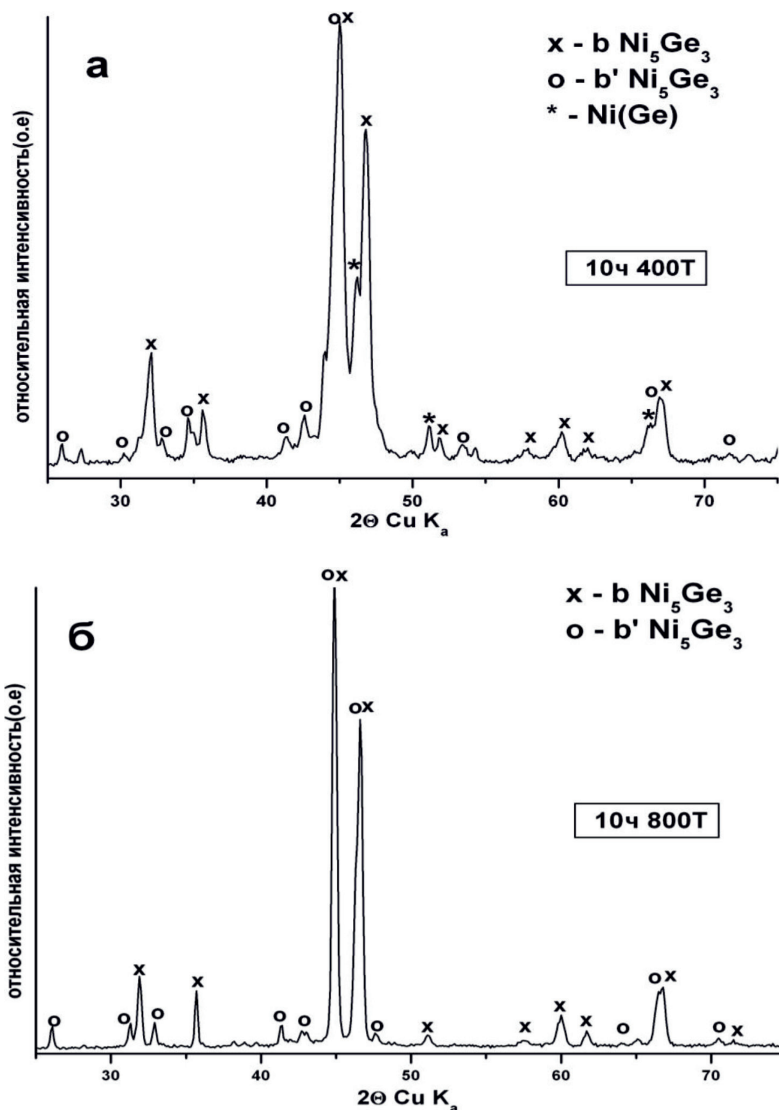 а
x - b Ni₅Ge₃
o - b' Ni₅Ge₃
* - Ni(Ge)
10ч 400Т
относительная интенсивность(о.е)
o x
x
*
x
o
o
o
o
x
o
o
*
x
o
x
x
x
*
o
x
o
30 40 50 60 70
2Θ Cu Kₐ
б
x - b Ni₅Ge₃
o - b' Ni₅Ge₃
10ч 800Т
относительная интенсивность(о.е)
o x
o x
o
o
x
o
x
o
o
o
x
x
x
x
o
o
x
o
x
30 40 50 60 70
2Θ Cu Kₐ